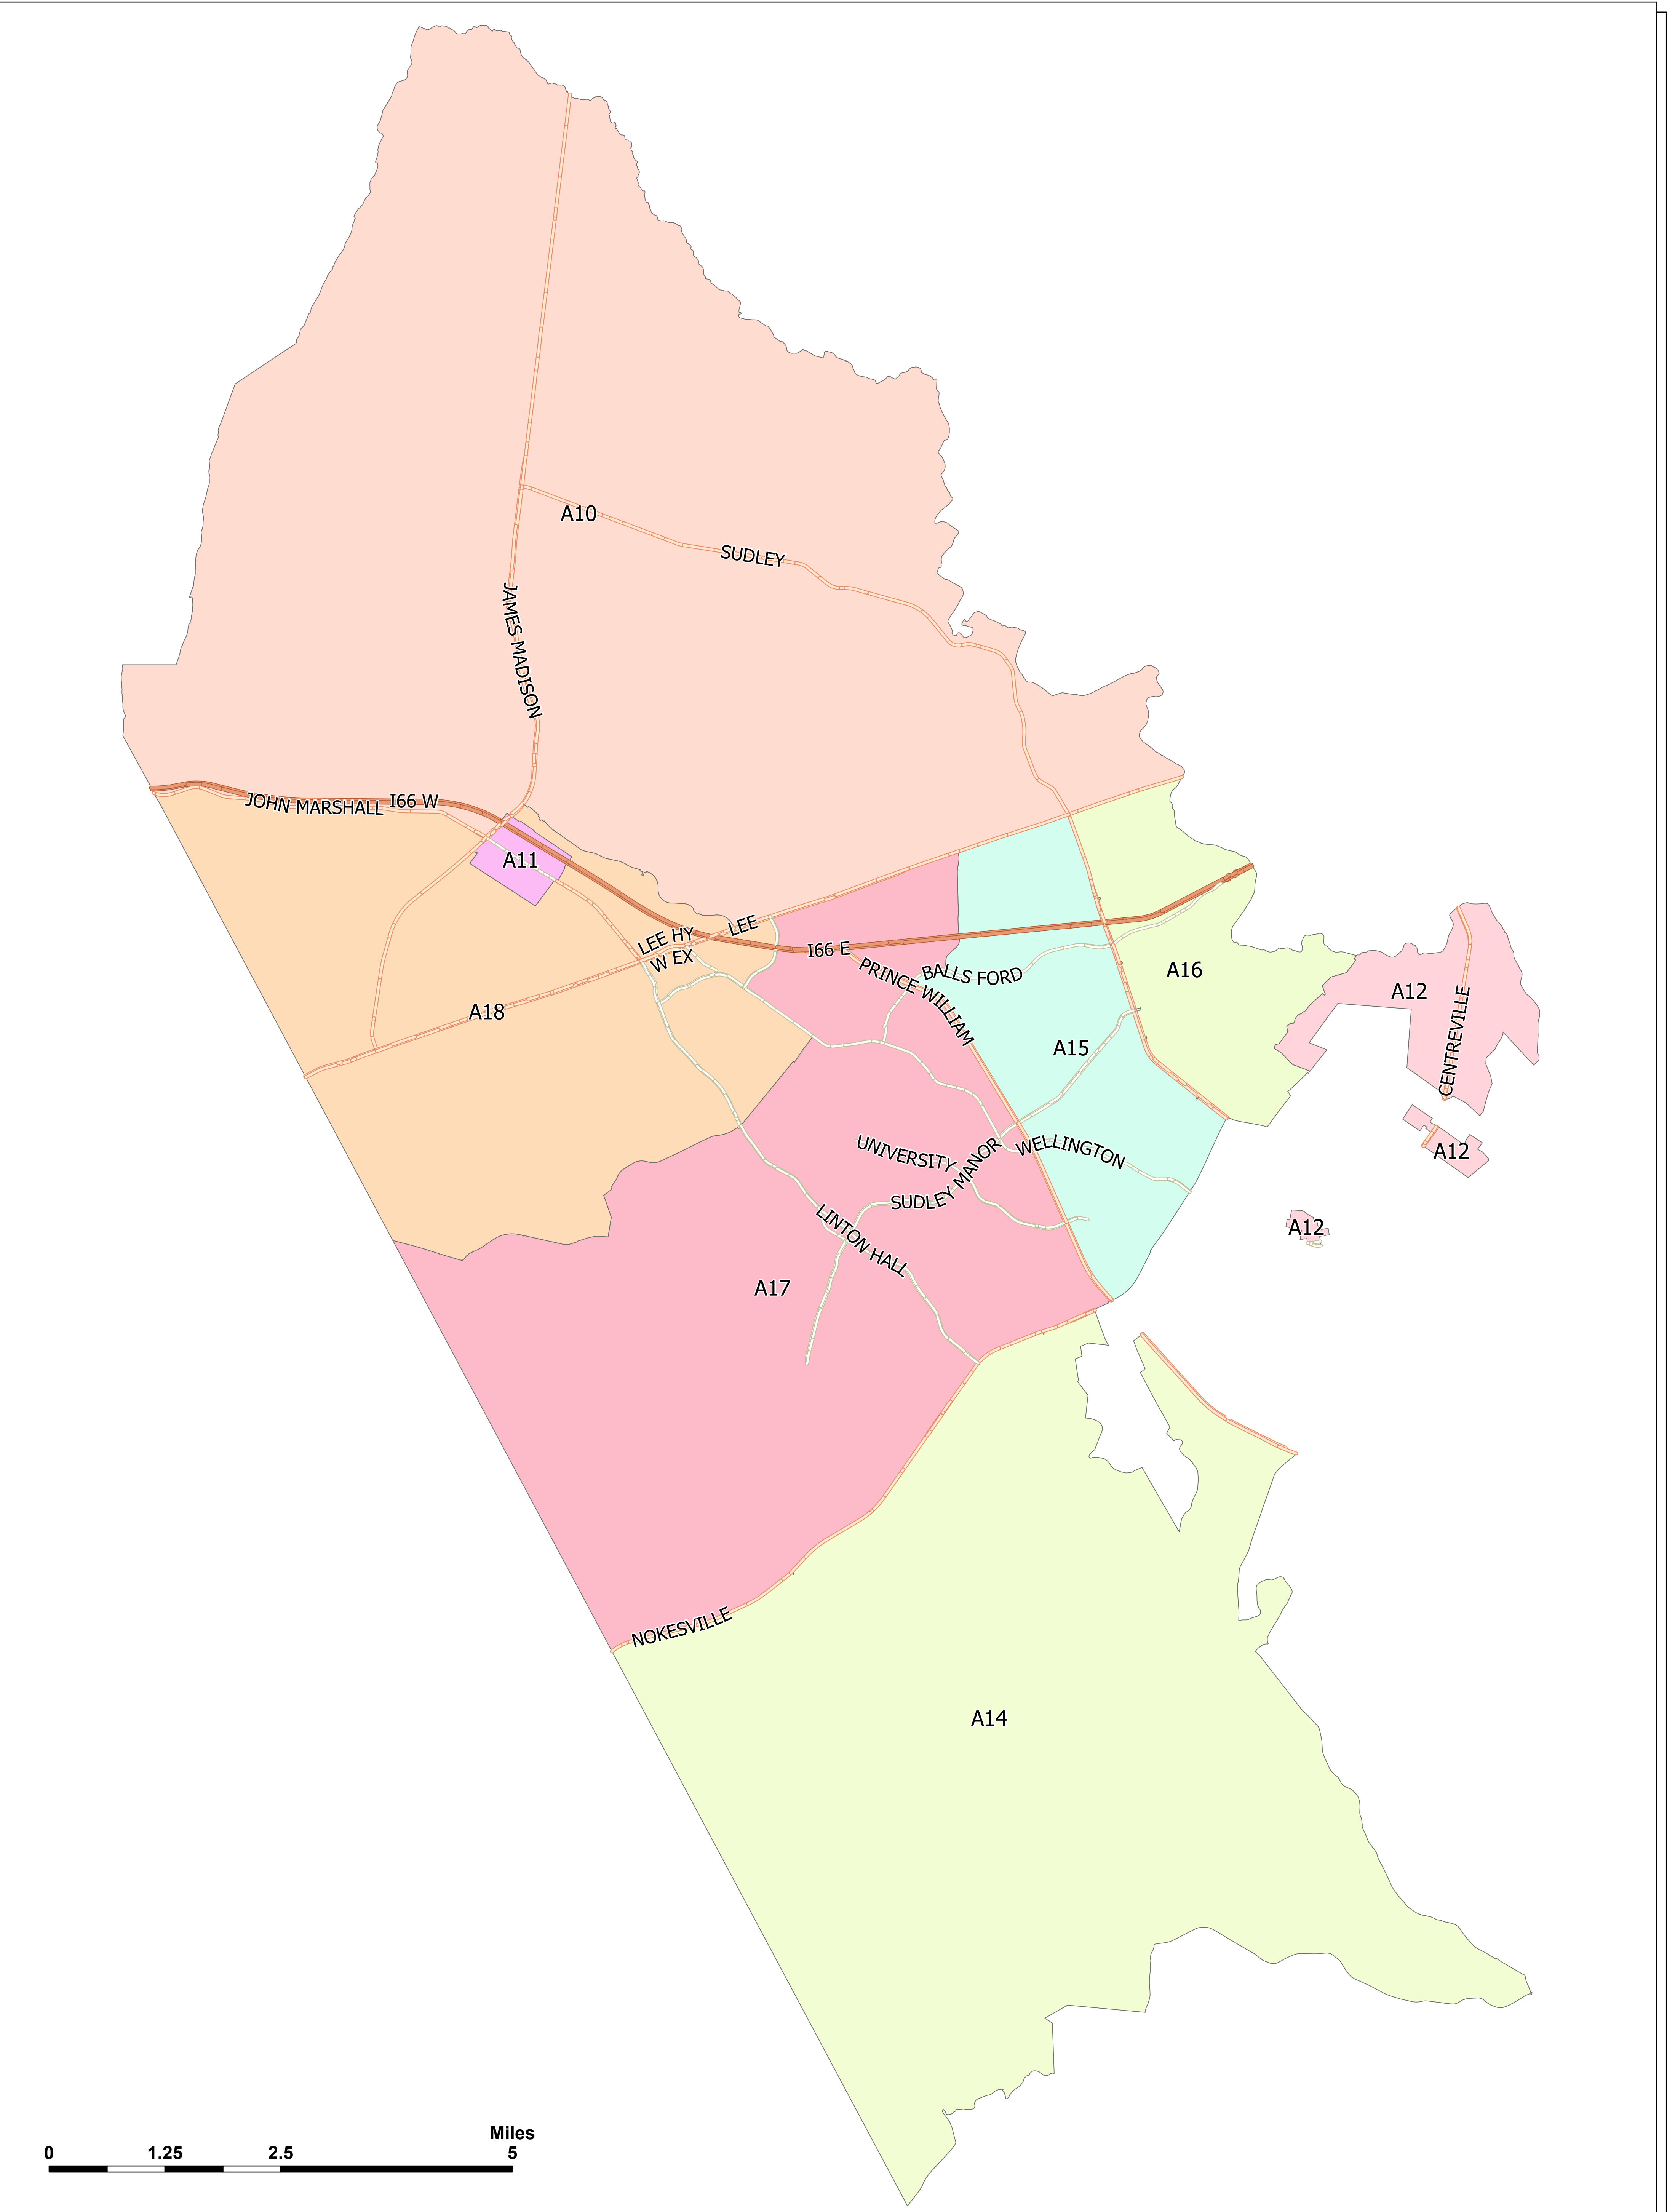 A10
SUDLEY
JAMES MADISON
JOHN MARSHALL
I66 W
A11
LEE
LEE HY
W EX
I66 E
PRINCE WILLIAM
BALLS FORD
A16
A12
CENTREVILLE
A18
A15
A12
UNIVERSITY
WELLINGTON
SUDLEY MANOR
A12
LINTON HALL
A17
NOKESVILLE
A14
Miles
0 1.25 2.5 5